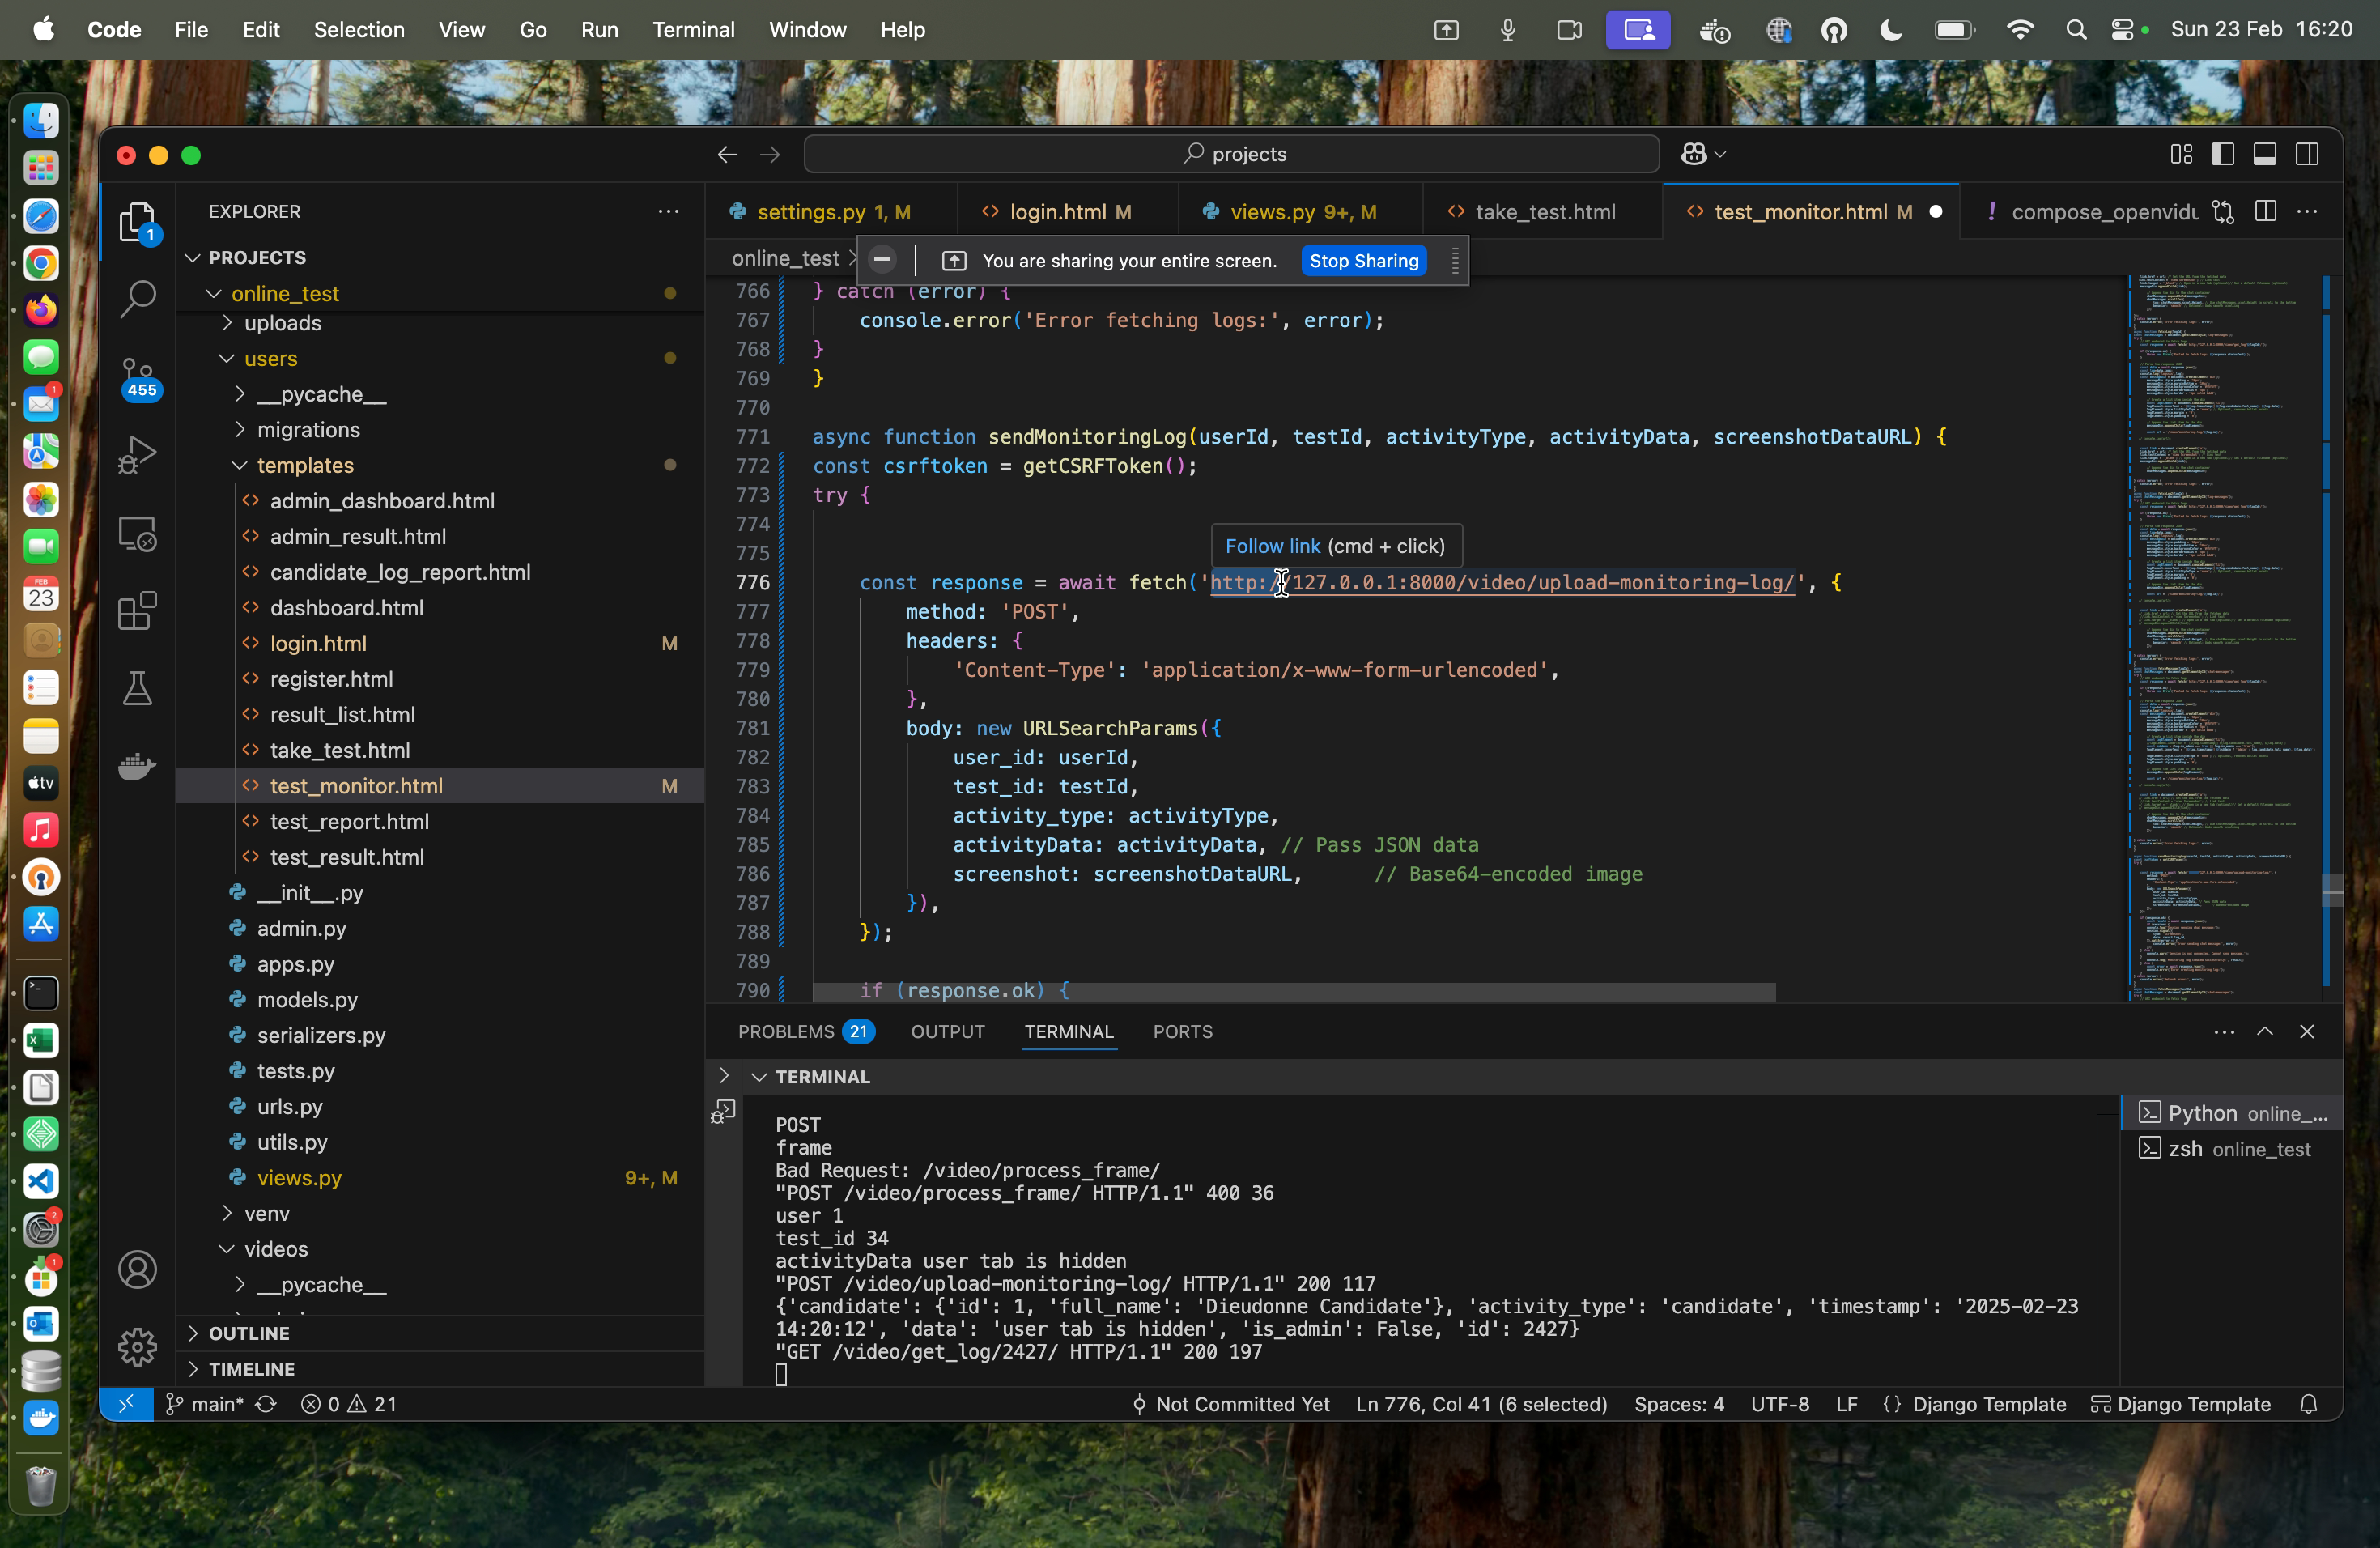 Code File Edit Selection View Go Run Terminal Window Help Sun 23 Feb 16:20
projects
EXPLORER
PROJECTS
online_test
uploads
users
__pycache__
migrations
templates
admin_dashboard.html
admin_result.html
candidate_log_report.html
dashboard.html
login.html M
register.html
result_list.html
take_test.html
test_monitor.html M
test_report.html
test_result.html
__init__.py
admin.py
apps.py
models.py
serializers.py
tests.py
urls.py
utils.py
views.py 9+, M
venv
videos
__pycache__
OUTLINE
TIMELINE
1
455
settings.py 1, M login.html M views.py 9+, M take_test.html test_monitor.html M compose_openvidu
online_test >
You are sharing your entire screen. Stop Sharing
766 } catch (error) {
767 console.error('Error fetching logs:', error);
768 }
769 }
770
771 async function sendMonitoringLog(userId, testId, activityType, activityData, screenshotDataURL) {
772 const csrftoken = getCSRFToken();
773 try {
774
775
Follow link (cmd + click)
776 const response = await fetch('http://127.0.0.1:8000/video/upload-monitoring-log/', {
777 method: 'POST',
778 headers: {
779 'Content-Type': 'application/x-www-form-urlencoded',
780 },
781 body: new URLSearchParams({
782 user_id: userId,
783 test_id: testId,
784 activity_type: activityType,
785 activityData: activityData, // Pass JSON data
786 screenshot: screenshotDataURL, // Base64-encoded image
787 }),
788 });
789
790 if (response.ok) {
PROBLEMS 21 OUTPUT TERMINAL PORTS
TERMINAL
POST
frame
Bad Request: /video/process_frame/
"POST /video/process_frame/ HTTP/1.1" 400 36
user 1
test_id 34
activityData user tab is hidden
"POST /video/upload-monitoring-log/ HTTP/1.1" 200 117
{'candidate': {'id': 1, 'full_name': 'Dieudonne Candidate'}, 'activity_type': 'candidate', 'timestamp': '2025-02-23
14:20:12', 'data': 'user tab is hidden', 'is_admin': False, 'id': 2427}
"GET /video/get_log/2427/ HTTP/1.1" 200 197
Python online_...
zsh online_test
main* 0 21 Not Committed Yet Ln 776, Col 41 (6 selected) Spaces: 4 UTF-8 LF {} Django Template Django Template
FEB
23
tv
1
2
1